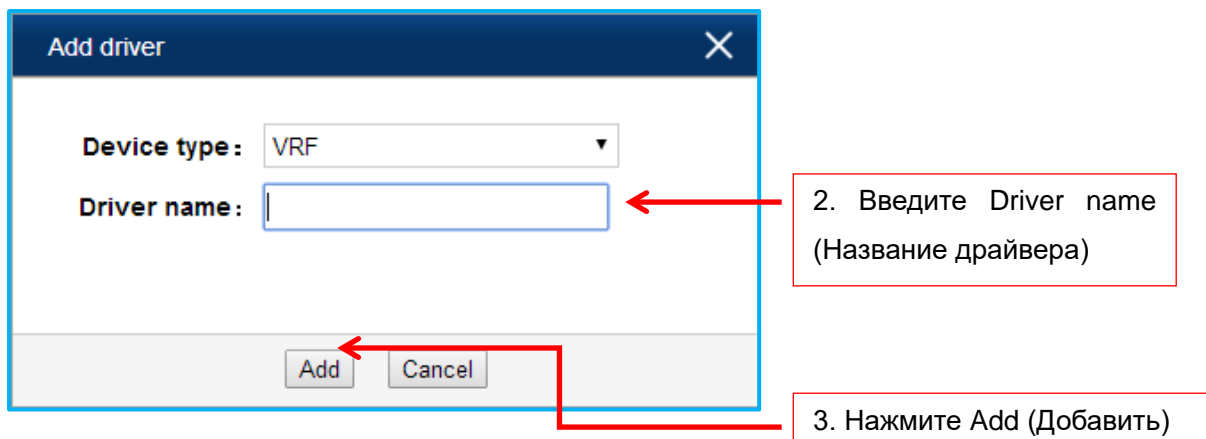 Add driver
Device type：
VRF
Driver name：
2. Введите Driver name
(Название драйвера)
Add
Cancel
3. Нажмите Add (Добавить)